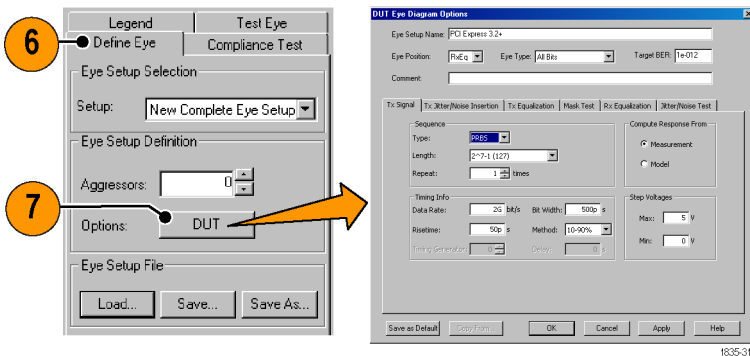 Legend
Test Eye
6
Define Eye
Compliance Test
Eye Setup Selection
Setup:
New Complete Eye Setup
Eye Setup Definition
Aggressors:
0
7
Options:
DUT
Eye Setup File
Load...
Save...
Save As...
DUT Eye Diagram Options
Eye Setup Name:
PCI Express 3.2+
Eye Position:
RxEq
Eye Type:
All Bits
Target BER:
1e-012
Comment:
Tx Signal
Tx Jitter/Noise Insertion
Tx Equalization
Mask Test
Rx Equalization
Jitter/Noise Test
Sequence
Type:
PRBS
Length:
2^7-1 (127)
Repeat:
1
times
Compute Response From
Measurement
Model
Timing Info
Data Rate:
2G
bit/s
Bit Width:
500p
s
Risetime:
50p
s
Method:
10-90%
Timing Generator:
0
Delay:
0
s
Step Voltages
Max:
5
V
Min:
0
V
Save as Default
Copy From...
OK
Cancel
Apply
Help
1835-31